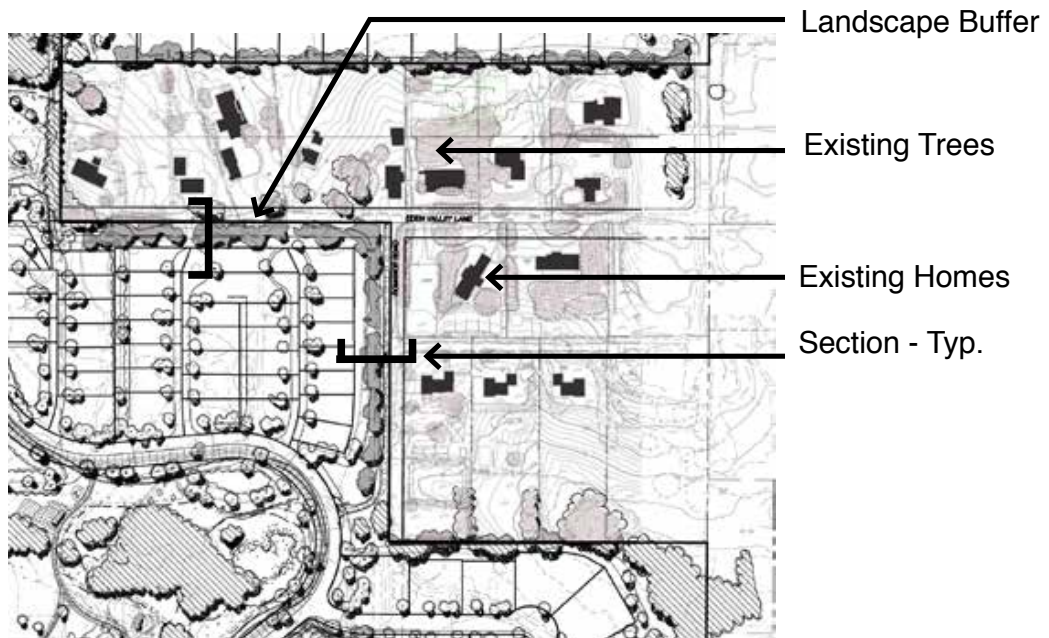 Landscape Buffer
Existing Trees
EDEN VALLEY LANE
Existing Homes
Section - Typ.